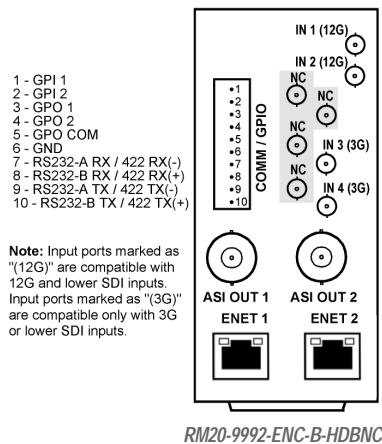 1 - GPI 1
2 - GPI 2
3 - GPO 1
4 - GPO 2
5 - GPO COM
6 - GND
7 - RS232-A RX / 422 RX(-)
8 - RS232-B RX / 422 RX(+)
9 - RS232-A TX / 422 TX(-)
10 - RS232-B TX / 422 TX(+)
Note: Input ports marked as
"(12G)" are compatible with
12G and lower SDI inputs.
Input ports marked as "(3G)"
are compatible only with 3G
or lower SDI inputs.
IN 1 (12G)
IN 2 (12G)
NC
NC
NC
IN 3 (3G)
NC
IN 4 (3G)
•1
•2
•3
•4
•5
•6
•7
•8
•9
•10
COMM / GPIO
ASI OUT 1
ASI OUT 2
ENET 1
ENET 2
RM20-9992-ENC-B-HDBNC